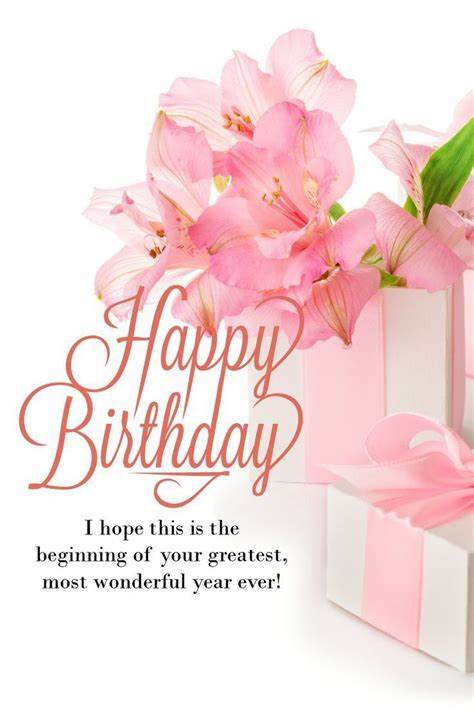 Happy
Birthday
I hope this is the
beginning of your greatest,
most wonderful year ever!